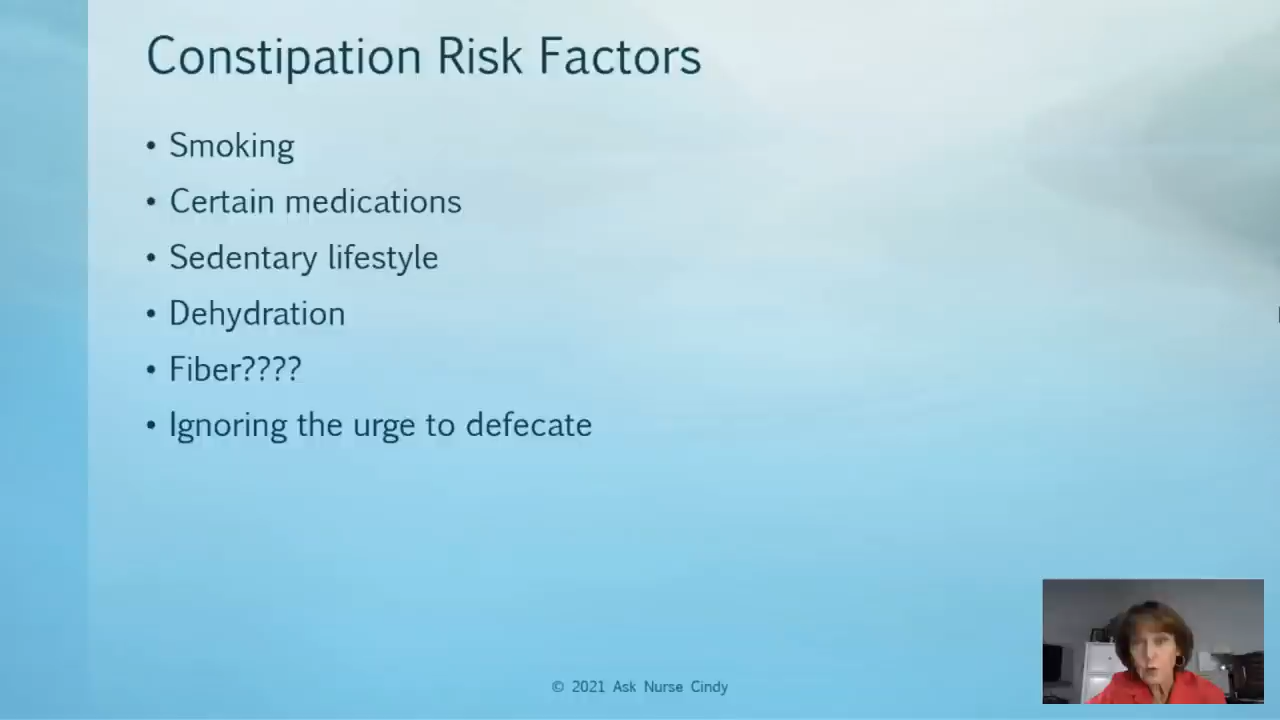 Constipation Risk Factors
• Smoking
• Certain medications
• Sedentary lifestyle
• Dehydration
• Fiber????
• Ignoring the urge to defecate
© 2021 Ask Nurse Cindy